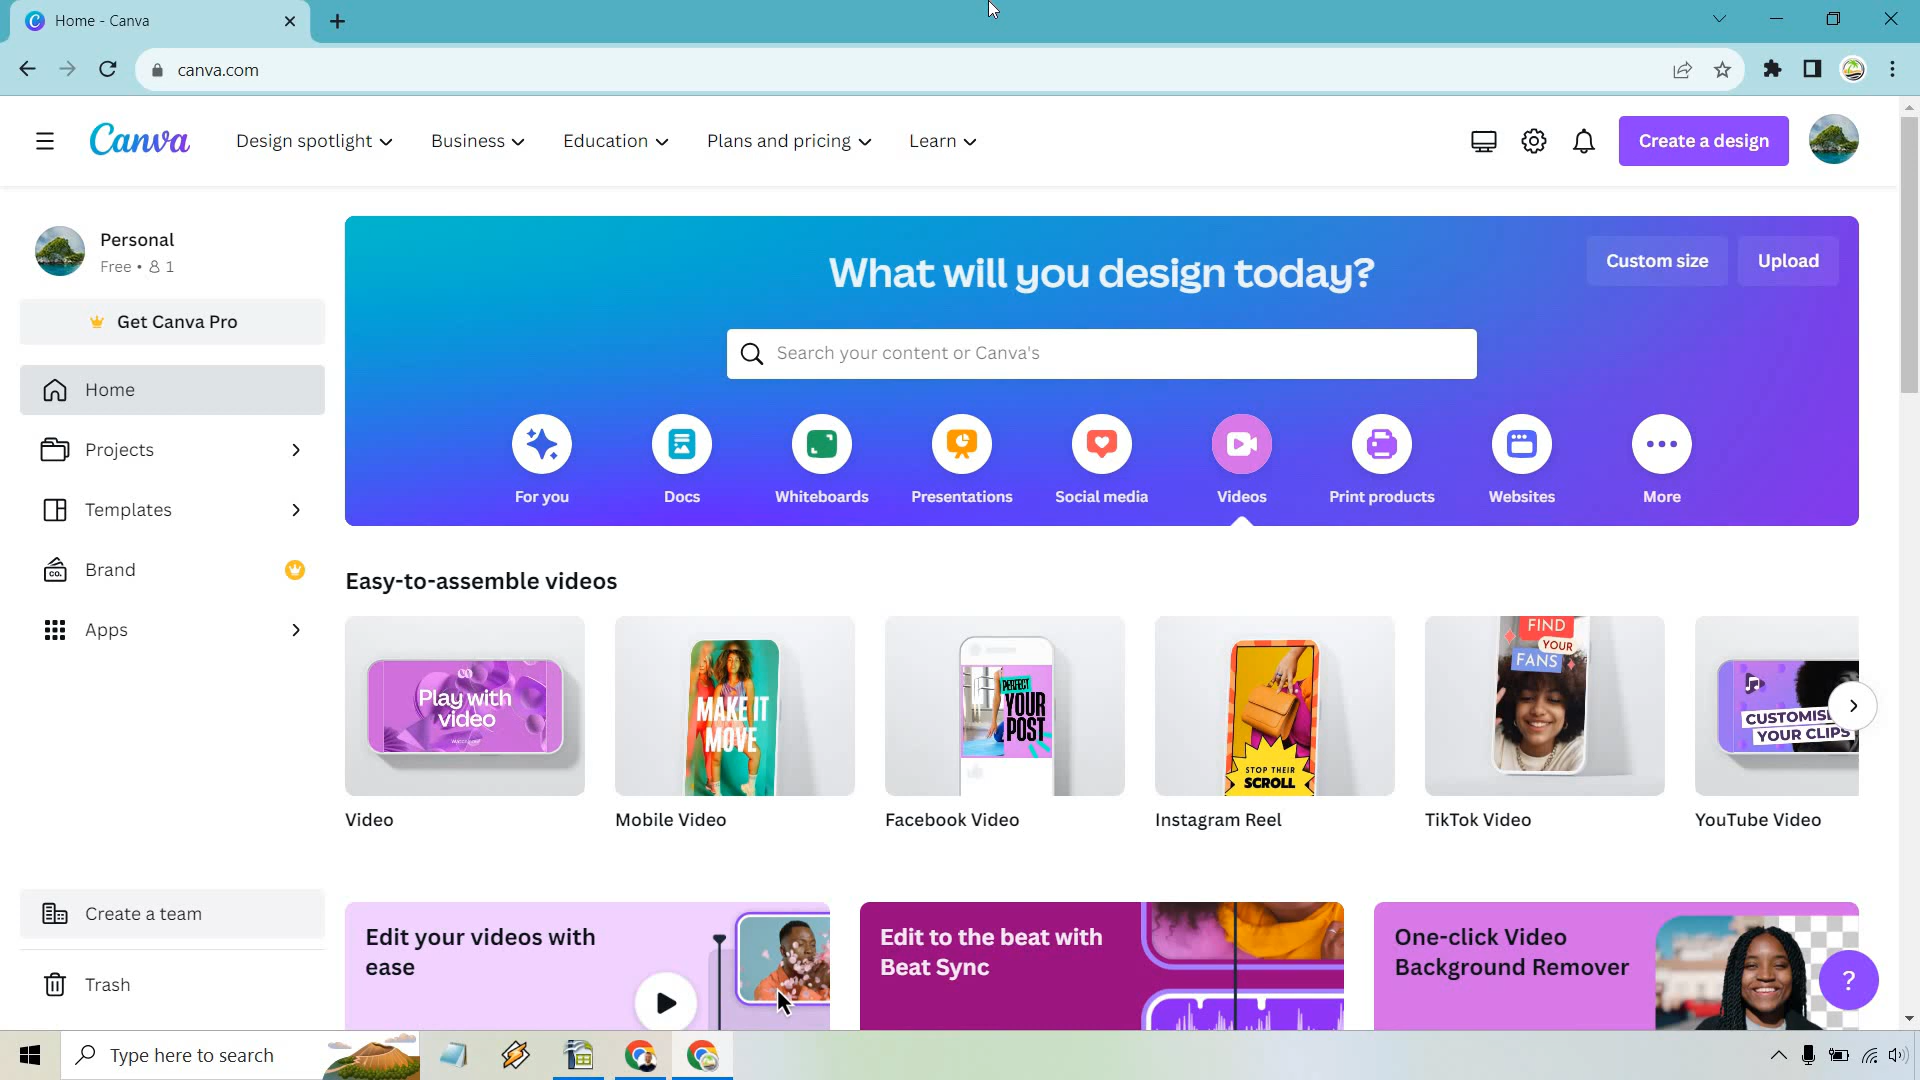 Home - Canva
canva.com
Canva
Design spotlight
Business
Education
Plans and pricing
Learn
Create a design
Personal
Free • 1
Get Canva Pro
Home
Projects
Templates
Brand
Apps
Create a team
Trash
What will you design today?
Custom size
Upload
Search your content or Canva's
For you
Docs
Whiteboards
Presentations
Social media
Videos
Print products
Websites
More
Easy-to-assemble videos
Play with
video
MAKE IT
MOVE
PERFECT
YOUR
POST
STOP THEIR
SCROLL
FIND
YOUR
FANS
CUSTOMISE
YOUR CLIPS
Video
Mobile Video
Facebook Video
Instagram Reel
TikTok Video
YouTube Video
Edit your videos with
ease
Edit to the beat with
Beat Sync
One-click Video
Background Remover
?
Type here to search